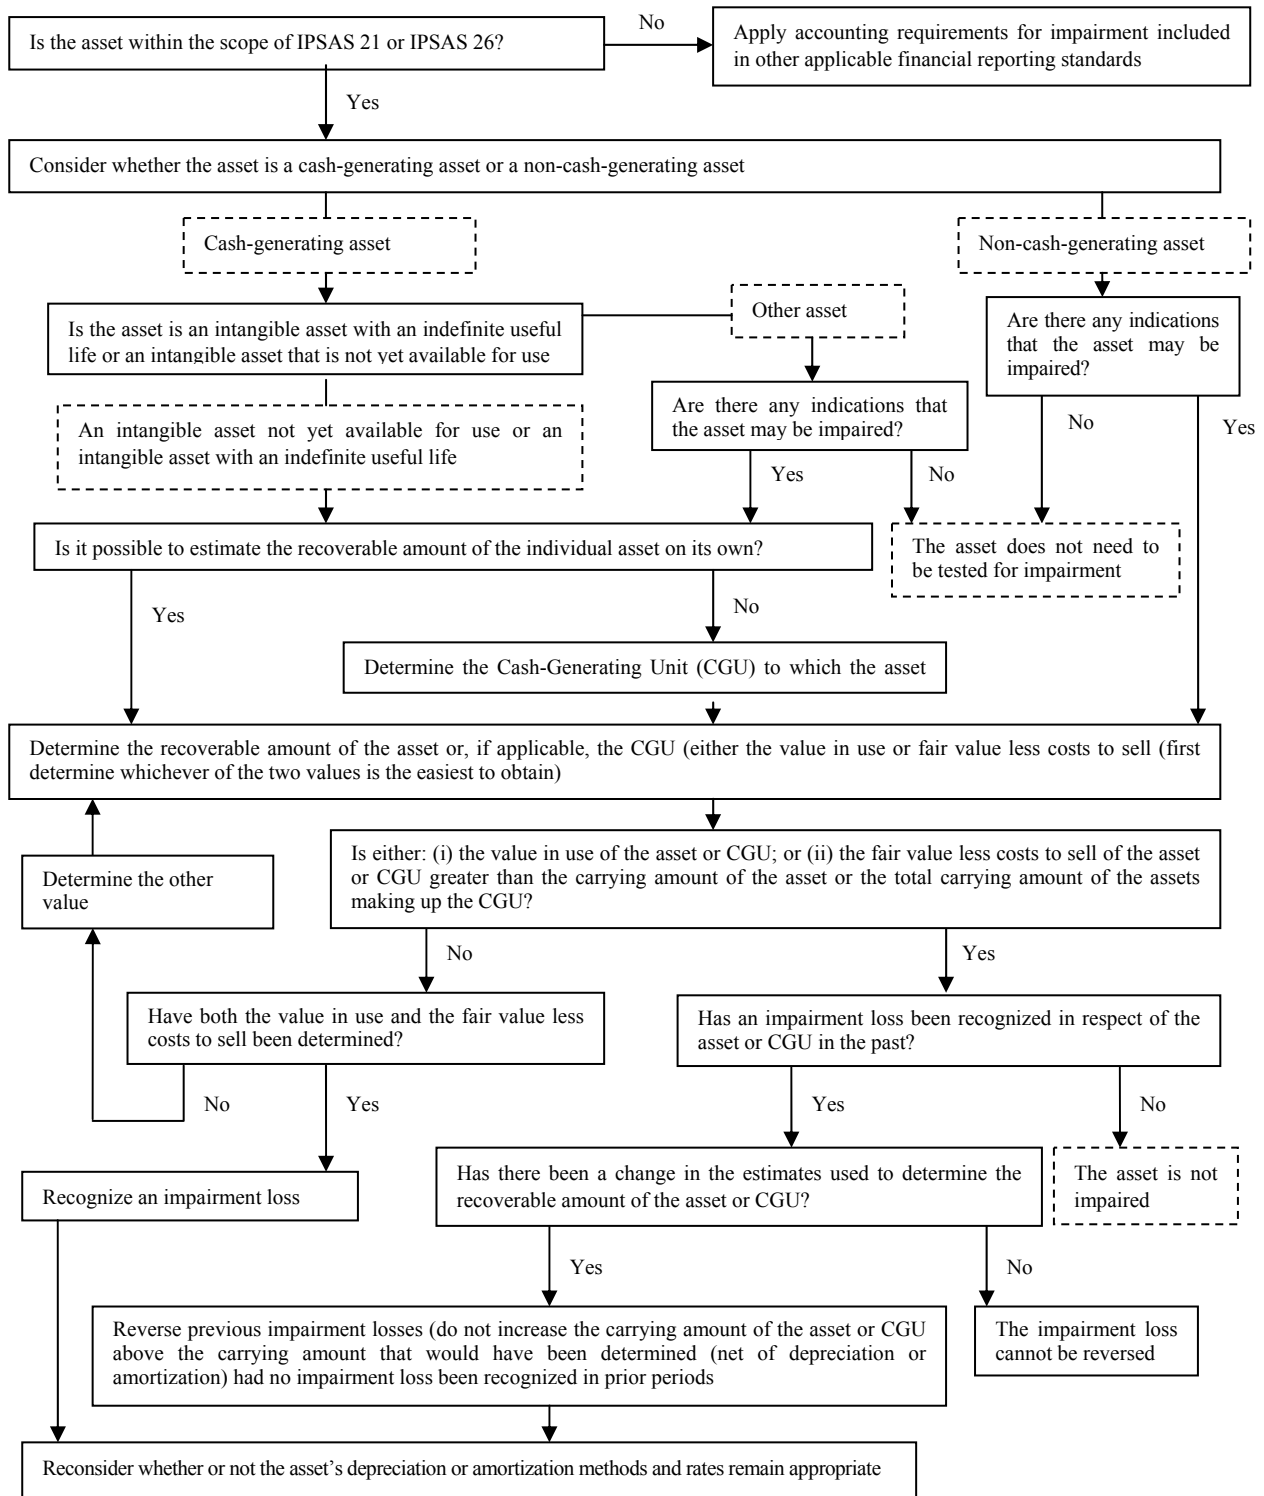 Is the asset within the scope of IPSAS 21 or IPSAS 26?
No
Apply accounting requirements for impairment included
in other applicable financial reporting standards
Yes
Consider whether the asset is a cash-generating asset or a non-cash-generating asset
Cash-generating asset
Non-cash-generating asset
Is the asset is an intangible asset with an indefinite useful
life or an intangible asset that is not yet available for use
Other asset
Are there any indications
that the asset may be
impaired?
An intangible asset not yet available for use or an
intangible asset with an indefinite useful life
Are there any indications that
the asset may be impaired?
No
Yes
Yes
No
Is it possible to estimate the recoverable amount of the individual asset on its own?
The asset does not need to
be tested for impairment
Yes
No
Determine the Cash-Generating Unit (CGU) to which the asset
Determine the recoverable amount of the asset or, if applicable, the CGU (either the value in use or fair value less costs to sell (first
determine whichever of the two values is the easiest to obtain)
Is either: (i) the value in use of the asset or CGU; or (ii) the fair value less costs to sell of the asset
or CGU greater than the carrying amount of the asset or the total carrying amount of the assets
making up the CGU?
Determine the other
value
No
Yes
Have both the value in use and the fair value less
costs to sell been determined?
Has an impairment loss been recognized in respect of the
asset or CGU in the past?
No
Yes
Yes
No
Recognize an impairment loss
Has there been a change in the estimates used to determine the
recoverable amount of the asset or CGU?
The asset is not
impaired
Yes
No
Reverse previous impairment losses (do not increase the carrying amount of the asset or CGU
above the carrying amount that would have been determined (net of depreciation or
amortization) had no impairment loss been recognized in prior periods
The impairment loss
cannot be reversed
Reconsider whether or not the asset's depreciation or amortization methods and rates remain appropriate